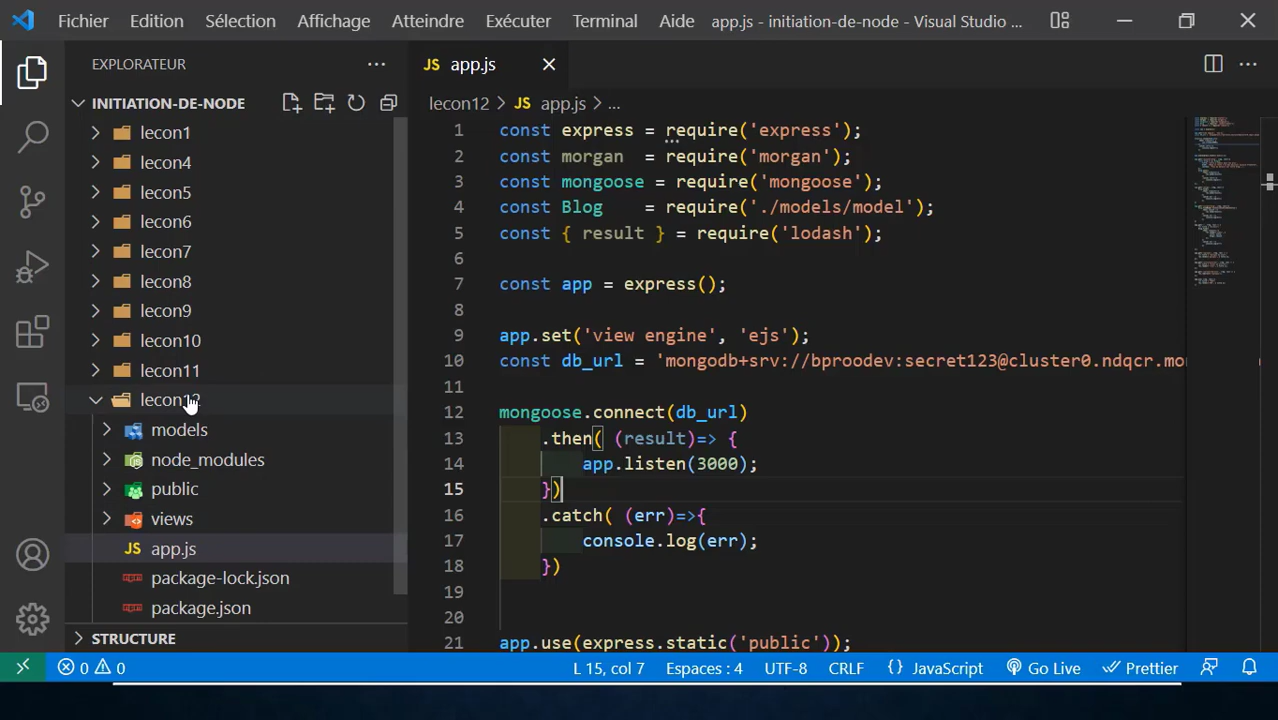 Fichier Edition Sélection Affichage Atteindre Exécuter Terminal Aide app.js - initiation-de-node - Visual Studio ...
EXPLORATEUR
INITIATION-DE-NODE
lecon1
lecon4
lecon5
lecon6
lecon7
lecon8
lecon9
lecon10
lecon11
lecon12
models
node_modules
public
views
JS app.js
package-lock.json
package.json
STRUCTURE
JS app.js
lecon12 > JS app.js > ...
1 const express = require('express');
2 const morgan = require('morgan');
3 const mongoose = require('mongoose');
4 const Blog = require('./models/model');
5 const { result } = require('lodash');
6
7 const app = express();
8
9 app.set('view engine', 'ejs');
10 const db_url = 'mongodb+srv://bproodev:secret123@cluster0.ndqcr.mo
11
12 mongoose.connect(db_url)
13 .then( (result)=> {
14 app.listen(3000);
15 })
16 .catch( (err)=>{
17 console.log(err);
18 })
19
20
21 app.use(express.static('public'));
0 0 L 15, col 7 Espaces : 4 UTF-8 CRLF {} JavaScript Go Live Prettier